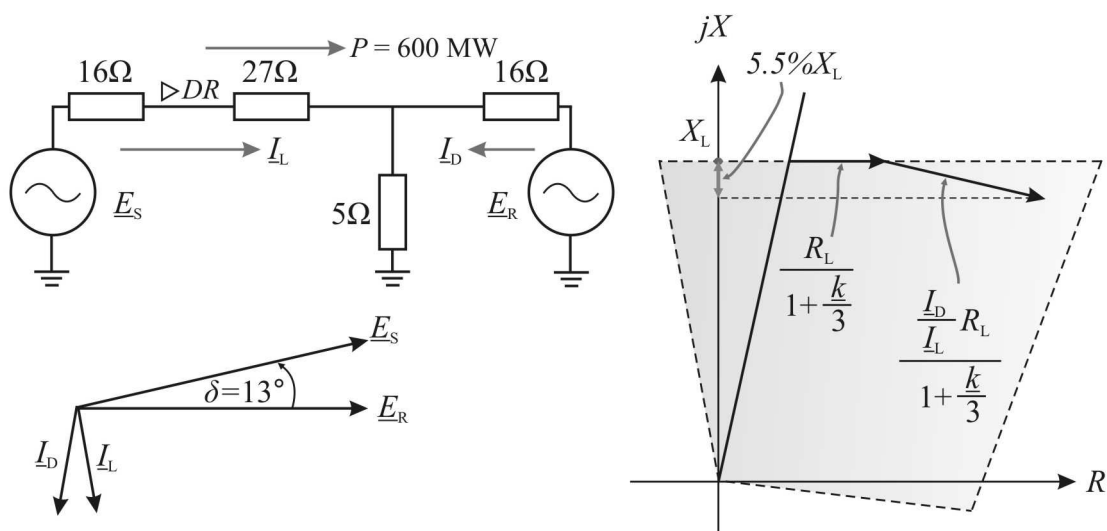 P = 600 MW
16Ω
▷DR
27Ω
16Ω
I_L
I_D
E_S
5Ω
E_R
E_S
δ=13°
E_R
I_D
I_L
jX
5.5%X_L
X_L
R_L
1+k/3
I_D/I_L R_L
1+k/3
R